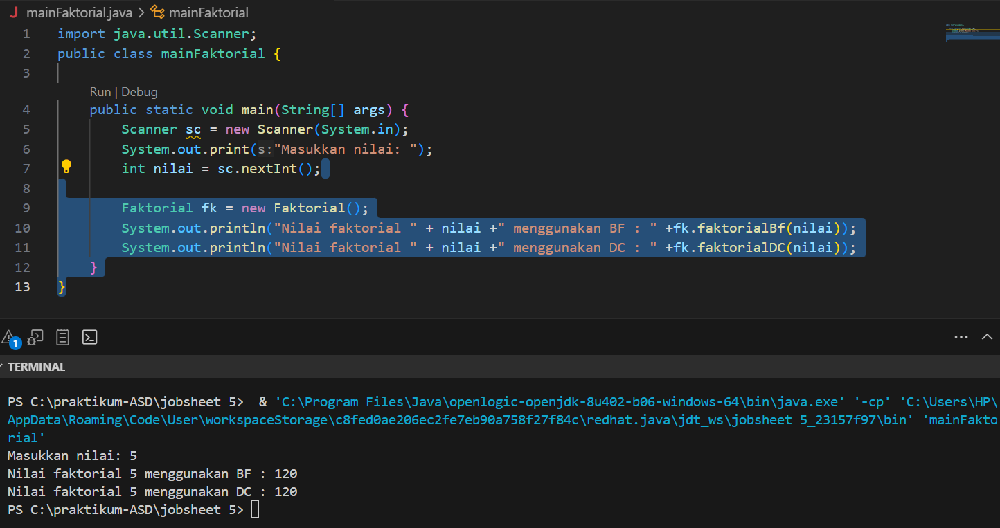 mainFaktorial.java > mainFaktorial
1 import java.util.Scanner;
2 public class mainFaktorial {
3
Run | Debug
4 public static void main(String[] args) {
5 Scanner sc = new Scanner(System.in);
6 System.out.print(s:"Masukkan nilai: ");
7 int nilai = sc.nextInt();
8
9 Faktorial fk = new Faktorial();
10 System.out.println("Nilai faktorial " + nilai +" menggunakan BF : " +fk.faktorialBf(nilai));
11 System.out.println("Nilai faktorial " + nilai +" menggunakan DC : " +fk.faktorialDC(nilai));
12 }
13 }
1
TERMINAL
PS C:\praktikum-ASD\jobsheet 5>  & 'C:\Program Files\Java\openlogic-openjdk-8u402-b06-windows-64\bin\java.exe' '-cp' 'C:\Users\HP\
AppData\Roaming\Code\User\workspaceStorage\c8fed0ae206ec2fe7eb90a758f27f84c\redhat.java\jdt_ws\jobsheet 5_23157f97\bin' 'mainFakto
rial'
Masukkan nilai: 5
Nilai faktorial 5 menggunakan BF : 120
Nilai faktorial 5 menggunakan DC : 120
PS C:\praktikum-ASD\jobsheet 5>